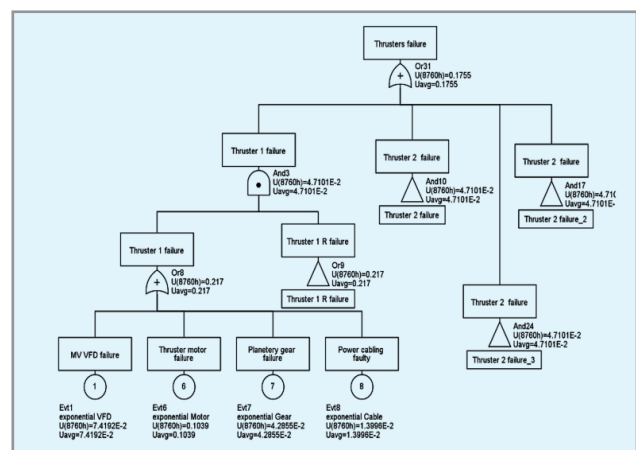 Thrusters failure
Or31
U(8760h)=0.1755
Uavg=0.1755
Thruster 1 failure
And3
U(8760h)=4.7101E-2
Uavg=4.7101E-2
Thruster 2 failure
And10
U(8760h)=4.7101E-2
Uavg=4.7101E-2
Thruster 2 failure
Thruster 2 failure
And17
U(8760h)=4.710
Uavg=4.7101E-
Thruster 2 failure_2
Thruster 1 failure
Or8
U(8760h)=0.217
Uavg=0.217
Thruster 1 R failure
Or9
U(8760h)=0.217
Uavg=0.217
Thruster 1 R failure
Thruster 2 failure
And24
U(8760h)=4.7101E-2
Uavg=4.7101E-2
Thruster 2 failure_3
MV VFD failure
1
Evt1
exponential VFD
U(8760h)=7.4192E-2
Uavg=7.4192E-2
Thruster motor
failure
6
Evt6
exponential Motor
U(8760h)=0.1039
Uavg=0.1039
Planetery gear
failure
7
Evt7
exponential Gear
U(8760h)=4.2855E-2
Uavg=4.2855E-2
Power cabling
faulty
8
Evt8
exponential Cable
U(8760h)=1.3996E-2
Uavg=1.3996E-2